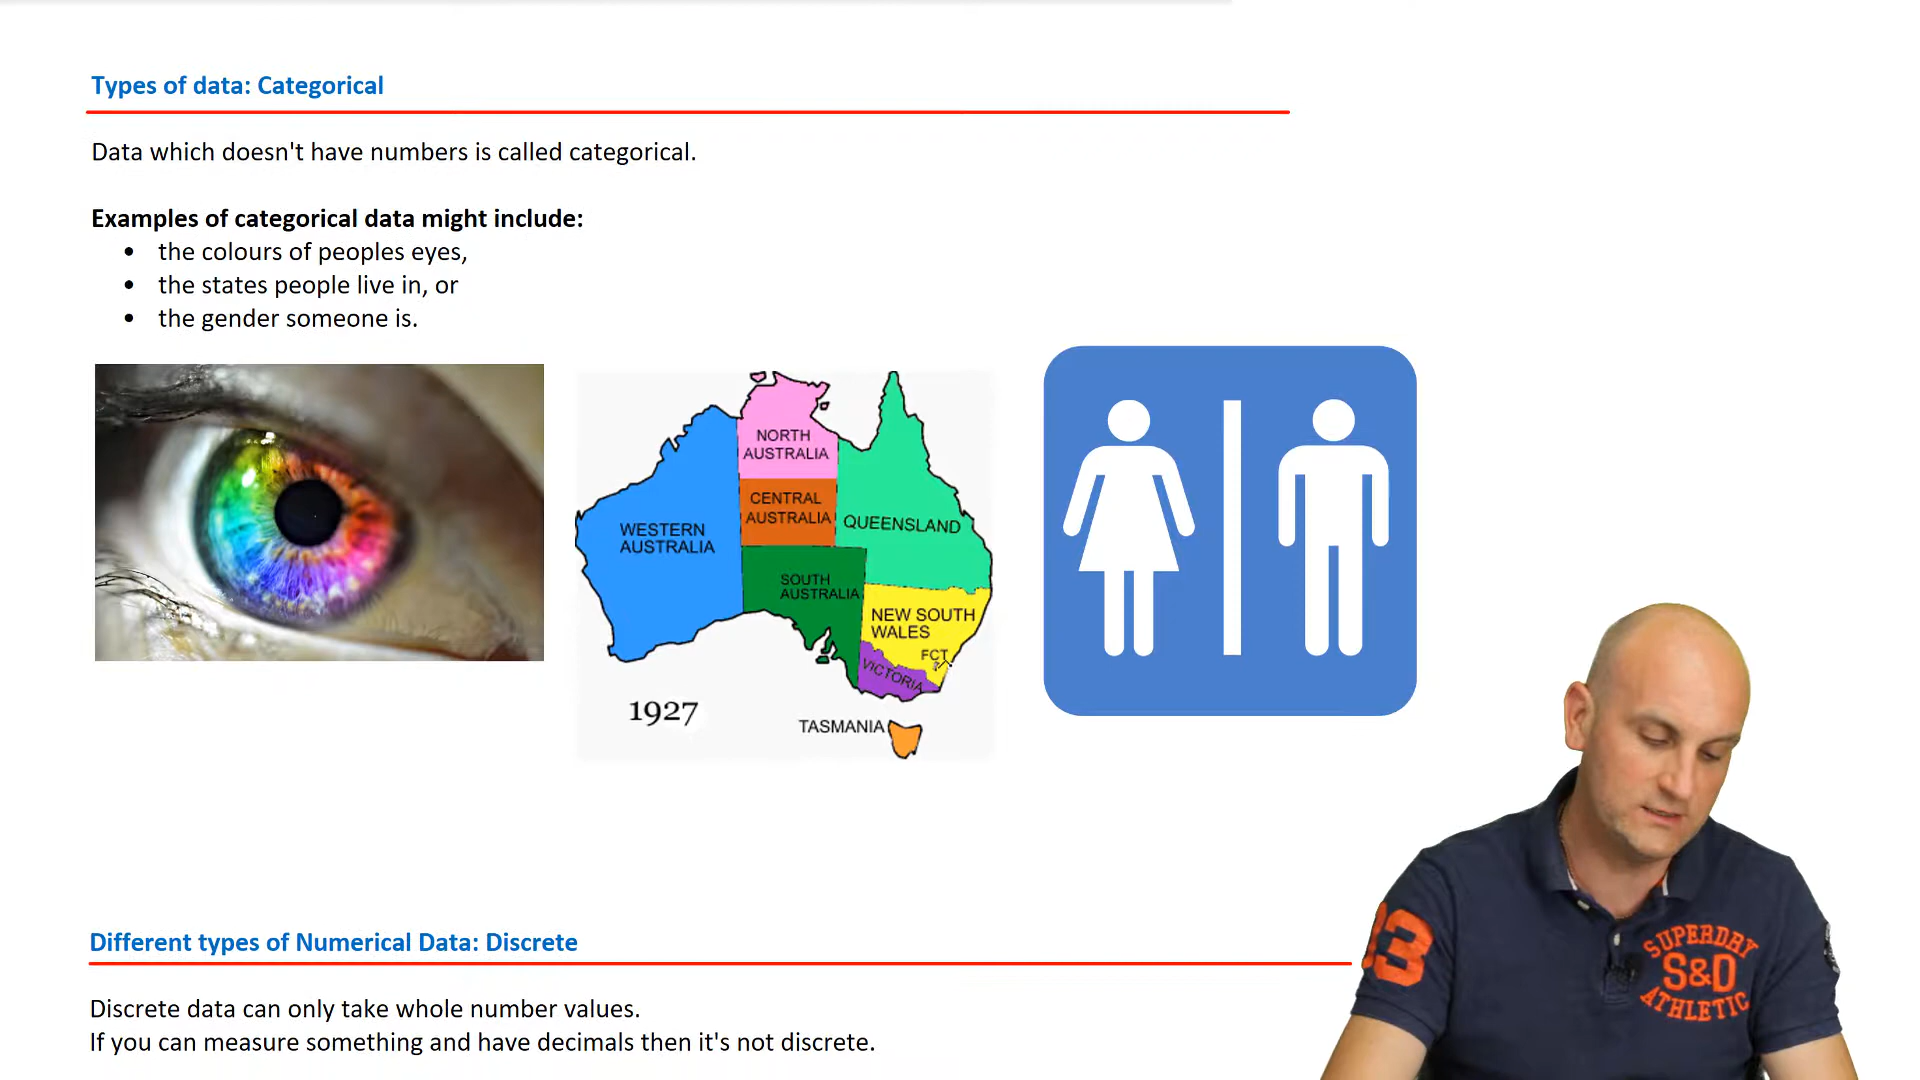 Types of data: Categorical
Data which doesn't have numbers is called categorical.
Examples of categorical data might include:
• the colours of peoples eyes,
• the states people live in, or
• the gender someone is.
NORTH
AUSTRALIA
CENTRAL
AUSTRALIA
QUEENSLAND
WESTERN
AUSTRALIA
SOUTH
AUSTRALIA
NEW SOUTH
WALES
FCT
VICTORIA
1927
TASMANIA
Different types of Numerical Data: Discrete
Discrete data can only take whole number values.
If you can measure something and have decimals then it's not discrete.
93
SUPERDRY
S&D
ATHLETIC